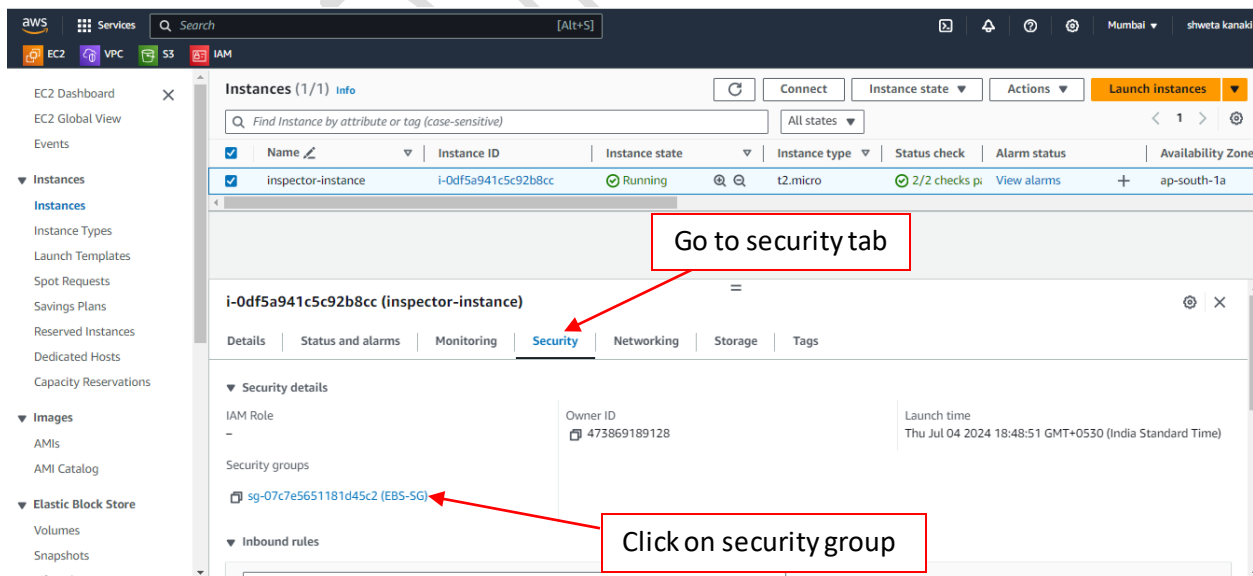 aws Services Search [Alt+S] Mumbai shweta kanaki
EC2 VPC S3 IAM
EC2 Dashboard
EC2 Global View
Events
Instances
Instances
Instance Types
Launch Templates
Spot Requests
Savings Plans
Reserved Instances
Dedicated Hosts
Capacity Reservations
Images
AMIs
AMI Catalog
Elastic Block Store
Volumes
Snapshots
Instances (1/1) Info Connect Instance state Actions Launch instances
Find Instance by attribute or tag (case-sensitive) All states 1
Name Instance ID Instance state Instance type Status check Alarm status Availability Zone
inspector-instance i-0df5a941c5c92b8cc Running t2.micro 2/2 checks pa View alarms + ap-south-1a
Go to security tab
i-0df5a941c5c92b8cc (inspector-instance)
Details Status and alarms Monitoring Security Networking Storage Tags
Security details
IAM Role Owner ID Launch time
– 473869189128 Thu Jul 04 2024 18:48:51 GMT+0530 (India Standard Time)
Security groups
sg-07c7e5651181d45c2 (EBS-SG)
Click on security group
Inbound rules